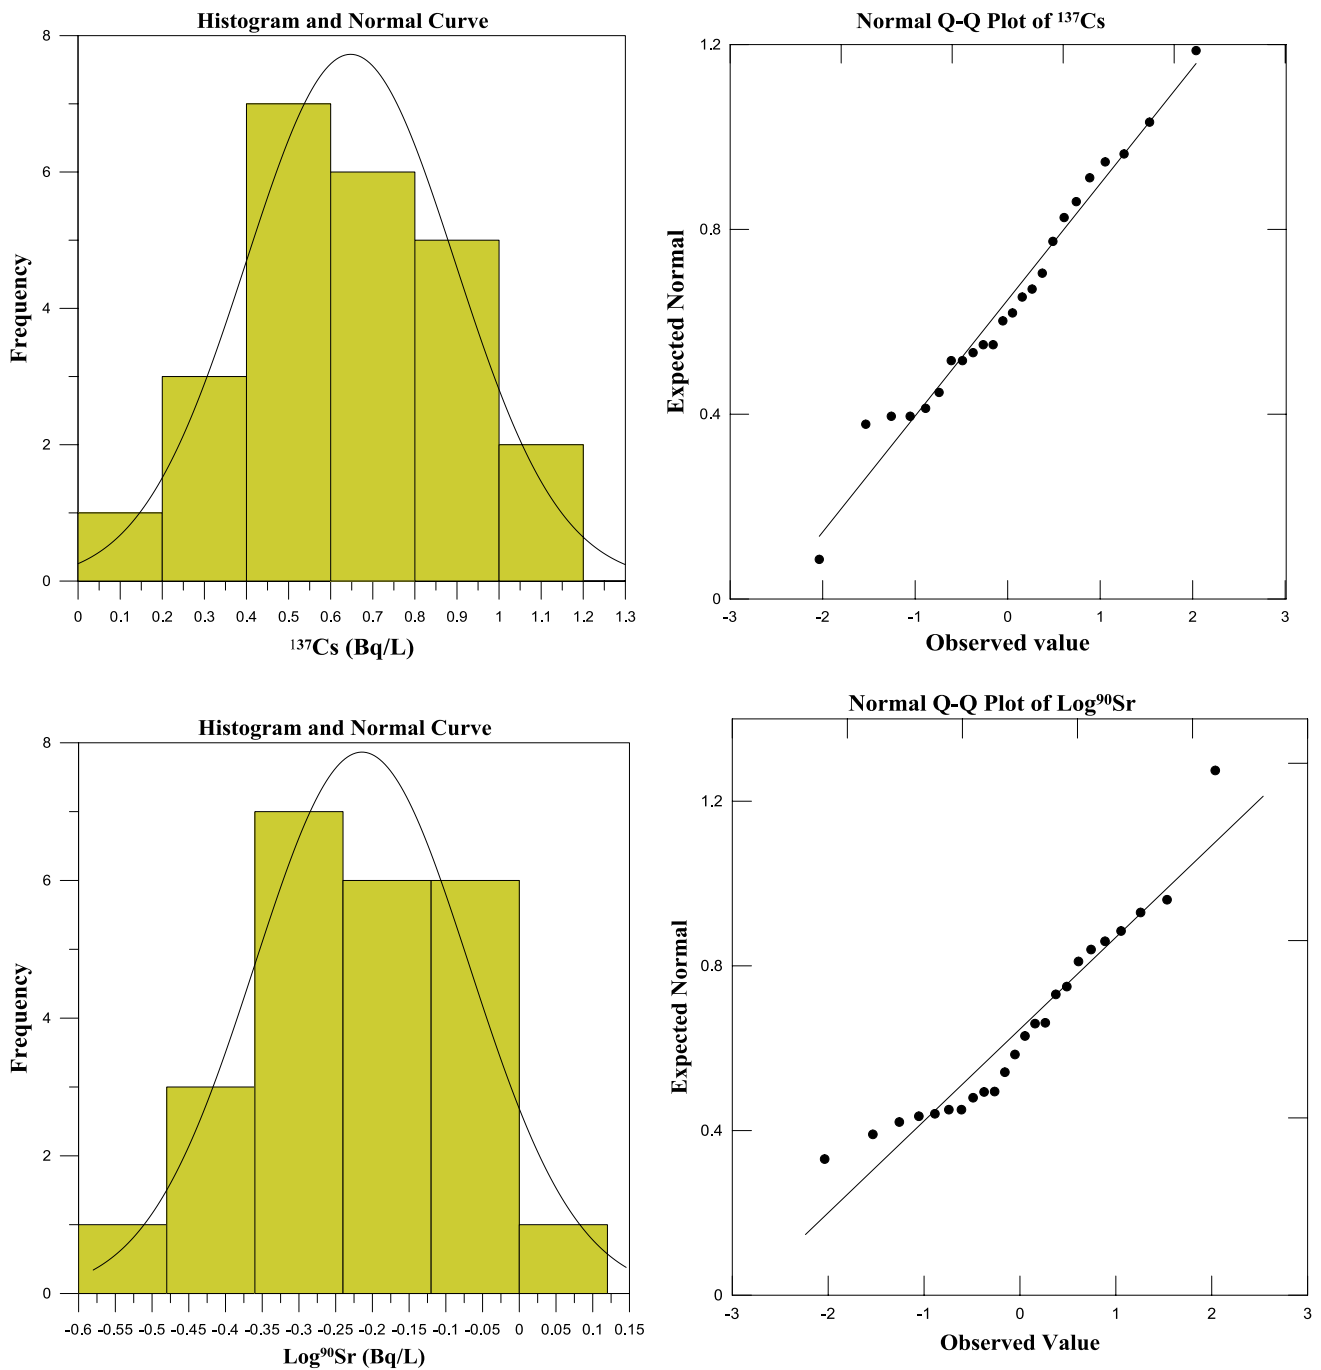 Histogram and Normal Curve
8
6
4
2
0
Frequency
0 0.1 0.2 0.3 0.4 0.5 0.6 0.7 0.8 0.9 1 1.1 1.2 1.3
¹³⁷Cs (Bq/L)
Normal Q-Q Plot of ¹³⁷Cs
1.2
0.8
0.4
0
Expected Normal
-3 -2 -1 0 1 2 3
Observed value
Histogram and Normal Curve
8
6
4
2
0
Frequency
-0.6 -0.55 -0.5 -0.45 -0.4 -0.35 -0.3 -0.25 -0.2 -0.15 -0.1 -0.05 0 0.05 0.1 0.15
Log⁹⁰Sr (Bq/L)
Normal Q-Q Plot of Log⁹⁰Sr
1.2
0.8
0.4
0
Expected Normal
-3 -2 -1 0 1 2 3
Observed Value